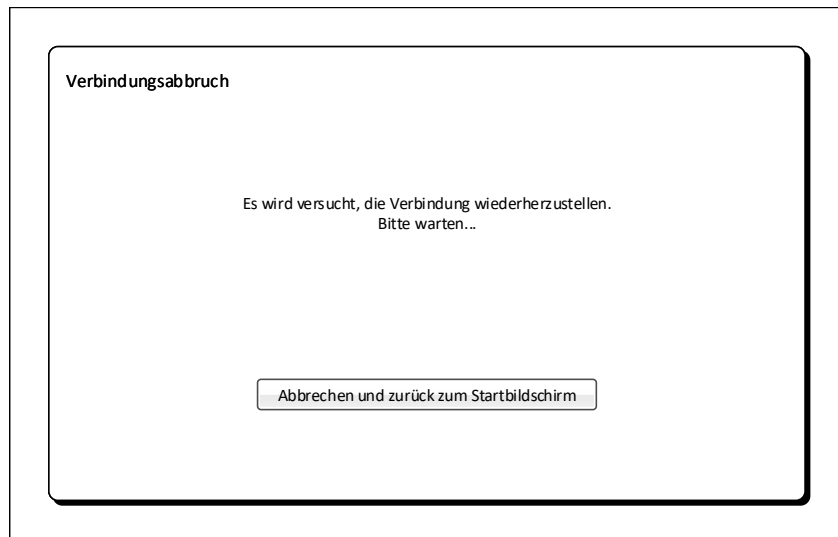 Verbindungsabbruch
Es wird versucht, die Verbindung wiederherzustellen.
Bitte warten...
Abbrechen und zurück zum Startbildschirm